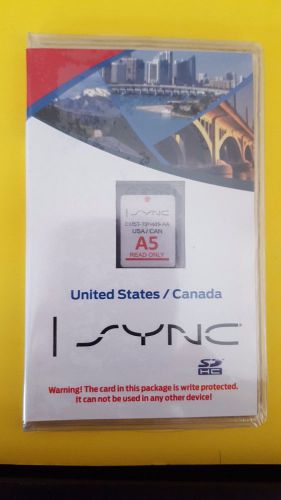 SYNC
USA/CAN
A5
READ ONLY
United States / Canada
SYNC
SD
HC
Warning! The card in this package is write protected.
It can not be used in any other device!